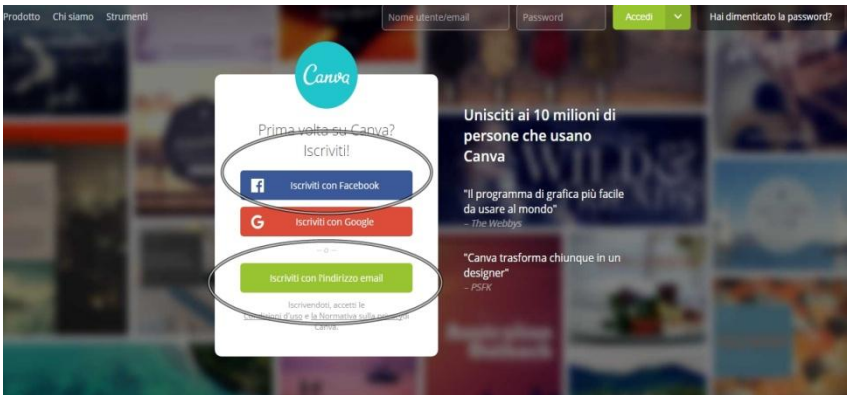 Prodotto Chi siamo Strumenti
Nome utente/email
Password
Accedi
Hai dimenticato la password?
Canva
Prima volta su Canva?
Iscriviti!
Iscriviti con Facebook
G Iscriviti con Google
– o –
Iscriviti con l'indirizzo email
Iscrivendoti, accetti le
Condizioni d'uso e la Normativa sulla privacy di
Canva.
Unisciti ai 10 milioni di
persone che usano
Canva
"Il programma di grafica più facile
da usare al mondo"
– The Webbys
"Canva trasforma chiunque in un
designer"
– PSFK
WILD &